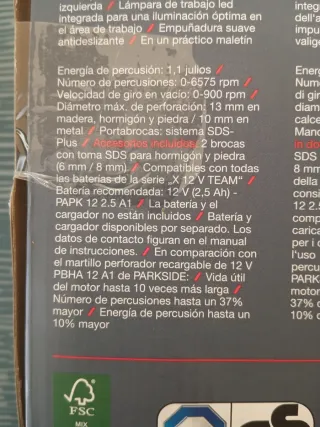 izquierda / Lámpara de trabajo led
integrada para una iluminación óptima en
el área de trabajo / Empuñadura suave
antideslizante / En un práctico maletín
Energía de percusión: 1,1 julios /
Número de percusiones: 0-6575 rpm /
Velocidad de giro en vacío: 0-900 rpm /
Diámetro máx. de perforación: 13 mm en
madera, hormigón y piedra / 10 mm en
metal / Portabrocas: sistema SDS-
Plus / Accesorios incluidos: 2 brocas
con toma SDS para hormigón y piedra
(6 mm / 8 mm) / Compatibles con todas
las baterías de la serie „X 12 V TEAM" /
Batería recomendada: 12 V (2,5 Ah) -
PAPK 12 2.5 A1 / La batería y el
cargador no están incluidos / Batería y
cargador disponibles por separado. Los
datos de contacto figuran en el manual
de instrucciones. / En comparación con
el martillo perforador recargable de 12 V
PBHA 12 A1 de PARKSIDE: / Vida útil
del motor hasta 10 veces más larga /
Número de percusiones hasta un 37%
mayor / Energía de percusión hasta un
10% mayor
FSC
MIX